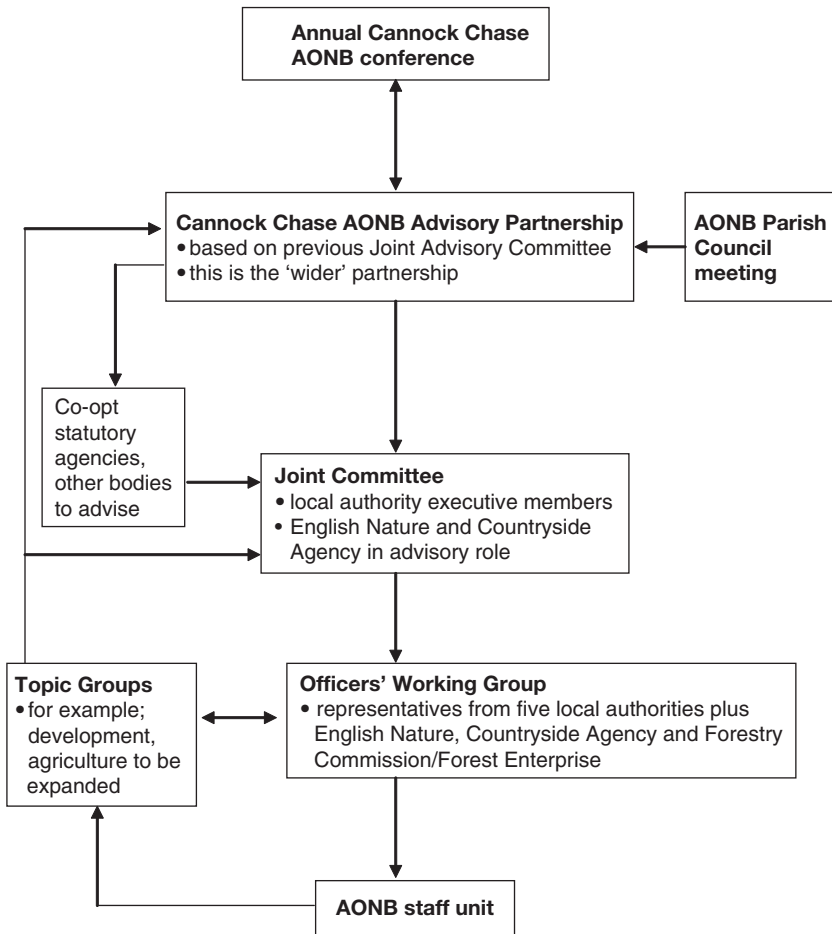 Annual Cannock Chase
AONB conference
Cannock Chase AONB Advisory Partnership
• based on previous Joint Advisory Committee
• this is the ‘wider’ partnership
AONB Parish
Council
meeting
Co-opt
statutory
agencies,
other bodies
to advise
Joint Committee
• local authority executive members
• English Nature and Countryside
Agency in advisory role
Topic Groups
• for example;
development,
agriculture to be
expanded
Officers’ Working Group
• representatives from five local authorities plus
English Nature, Countryside Agency and Forestry
Commission/Forest Enterprise
AONB staff unit